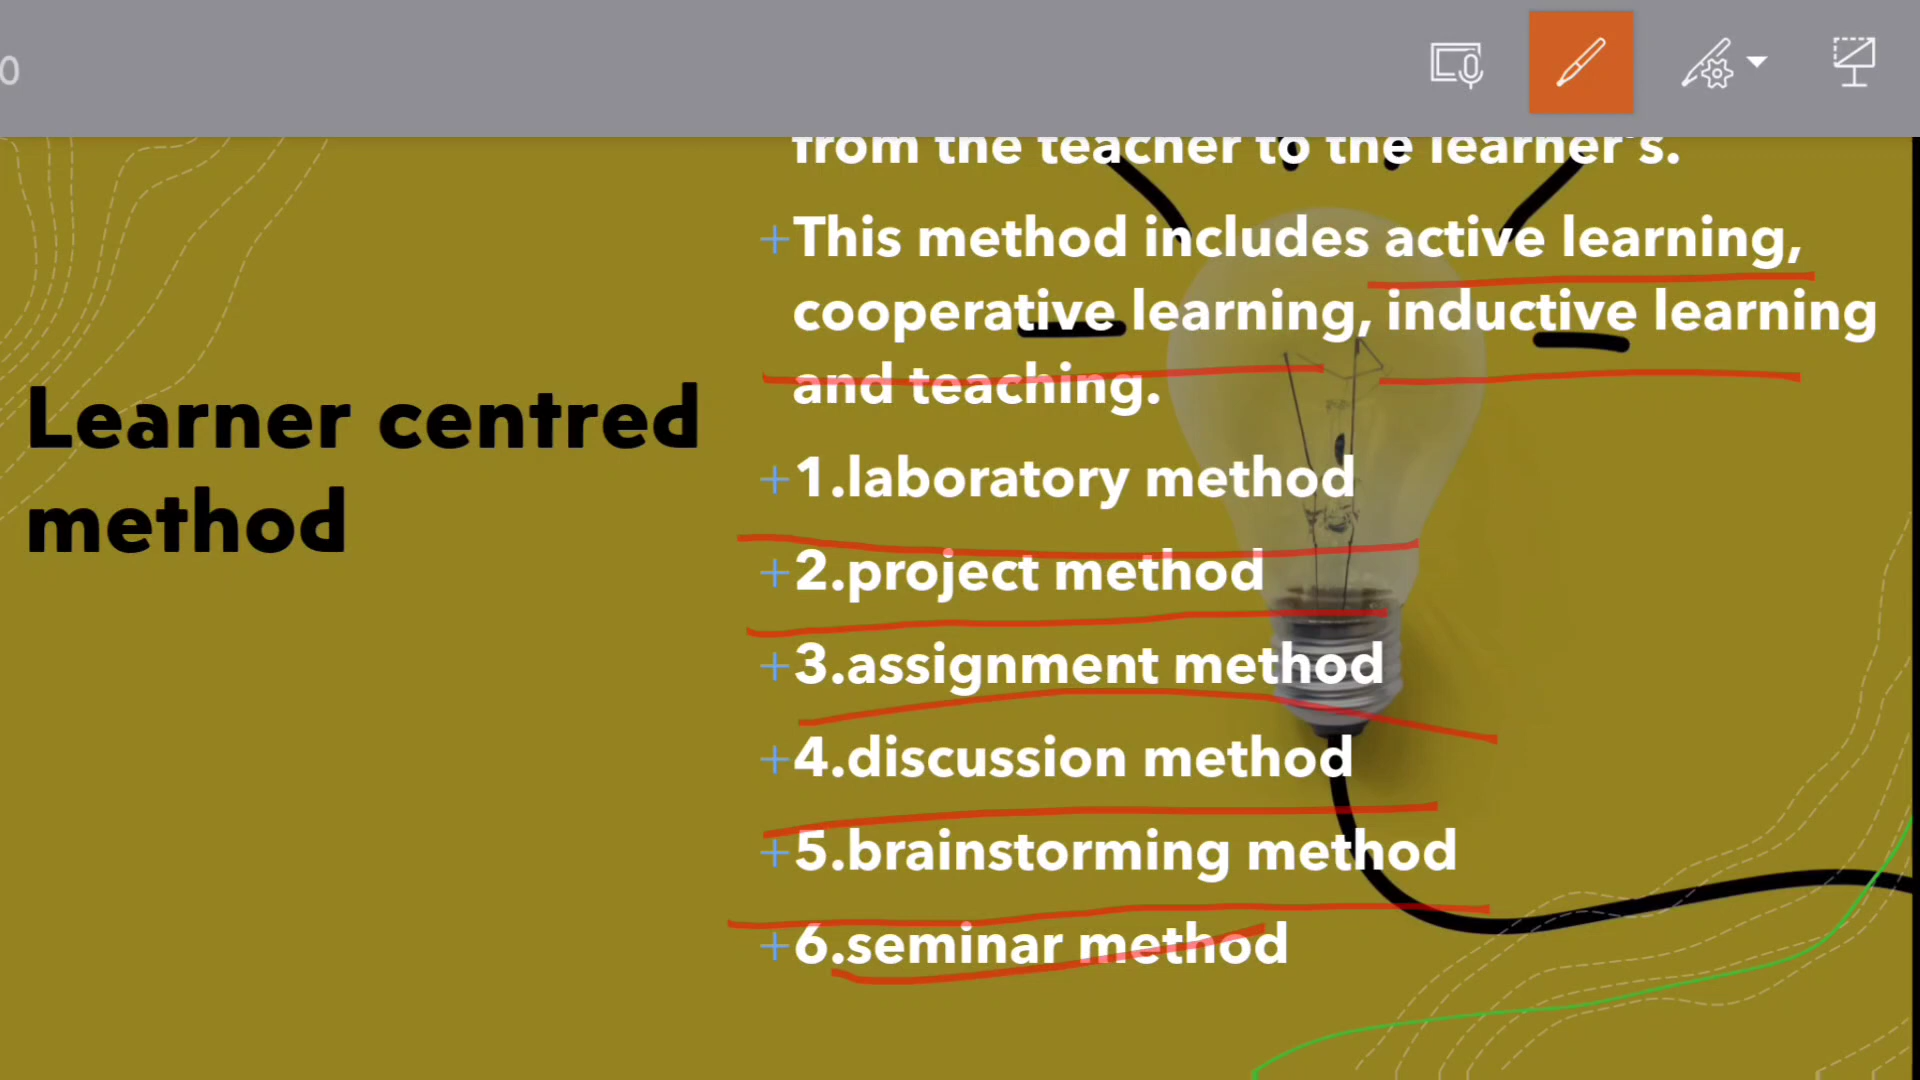 0
from the teacher to the learner's.
+This method includes active learning,
cooperative learning, inductive learning
and teaching.
Learner centred
method
+1.laboratory method
+2.project method
+3.assignment method
+4.discussion method
+5.brainstorming method
+6.seminar method